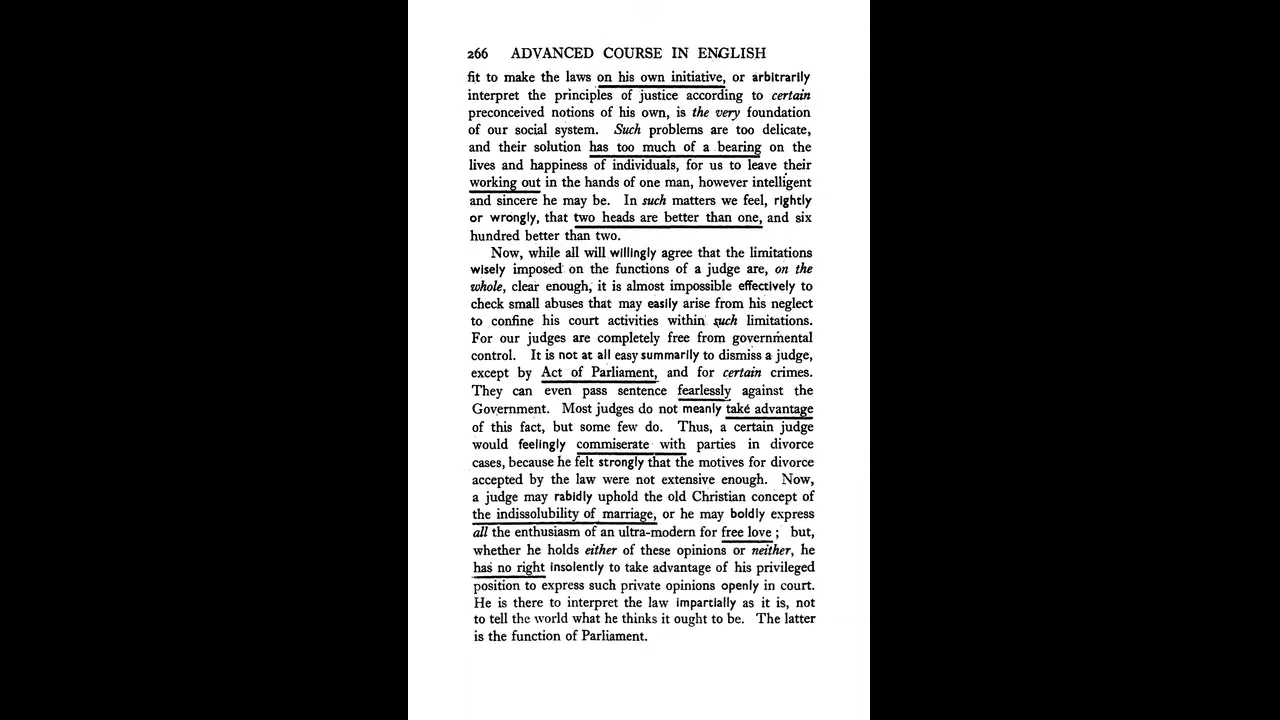 266 ADVANCED COURSE IN ENGLISH
fit to make the laws on his own initiative, or arbitrarily
interpret the principles of justice according to certain
preconceived notions of his own, is the very foundation
of our social system. Such problems are too delicate,
and their solution has too much of a bearing on the
lives and happiness of individuals, for us to leave their
working out in the hands of one man, however intelligent
and sincere he may be. In such matters we feel, rightly
or wrongly, that two heads are better than one, and six
hundred better than two.
Now, while all will willingly agree that the limitations
wisely imposed on the functions of a judge are, on the
whole, clear enough, it is almost impossible effectively to
check small abuses that may easily arise from his neglect
to confine his court activities within such limitations.
For our judges are completely free from governmental
control. It is not at all easy summarily to dismiss a judge,
except by Act of Parliament, and for certain crimes.
They can even pass sentence fearlessly against the
Government. Most judges do not meanly take advantage
of this fact, but some few do. Thus, a certain judge
would feelingly commiserate with parties in divorce
cases, because he felt strongly that the motives for divorce
accepted by the law were not extensive enough. Now,
a judge may rabidly uphold the old Christian concept of
the indissolubility of marriage, or he may boldly express
all the enthusiasm of an ultra-modern for free love ; but,
whether he holds either of these opinions or neither, he
has no right insolently to take advantage of his privileged
position to express such private opinions openly in court.
He is there to interpret the law impartially as it is, not
to tell the world what he thinks it ought to be. The latter
is the function of Parliament.